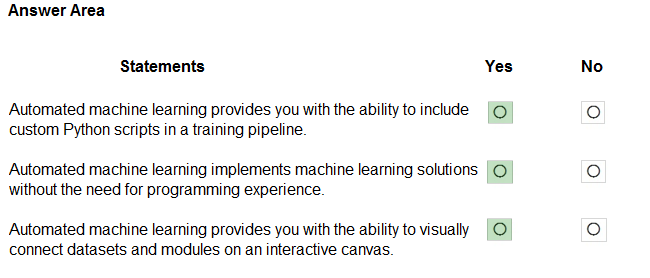 Answer Area
Statements Yes No
Automated machine learning provides you with the ability to include
custom Python scripts in a training pipeline.
Automated machine learning implements machine learning solutions
without the need for programming experience.
Automated machine learning provides you with the ability to visually
connect datasets and modules on an interactive canvas.